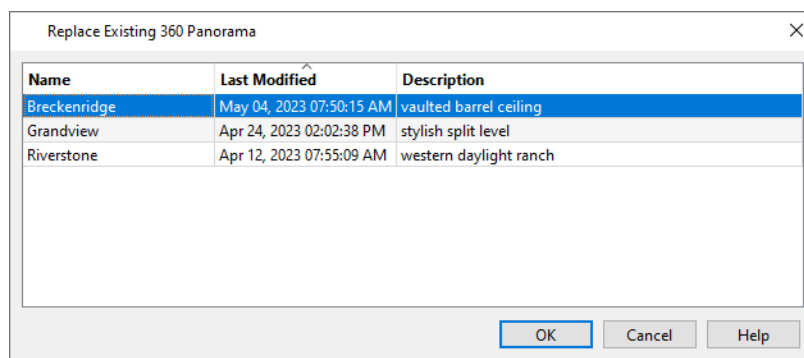 Replace Existing 360 Panorama
Name Last Modified Description
Breckenridge May 04, 2023 07:50:15 AM vaulted barrel ceiling
Grandview Apr 24, 2023 02:02:38 PM stylish split level
Riverstone Apr 12, 2023 07:55:09 AM western daylight ranch
OK Cancel Help